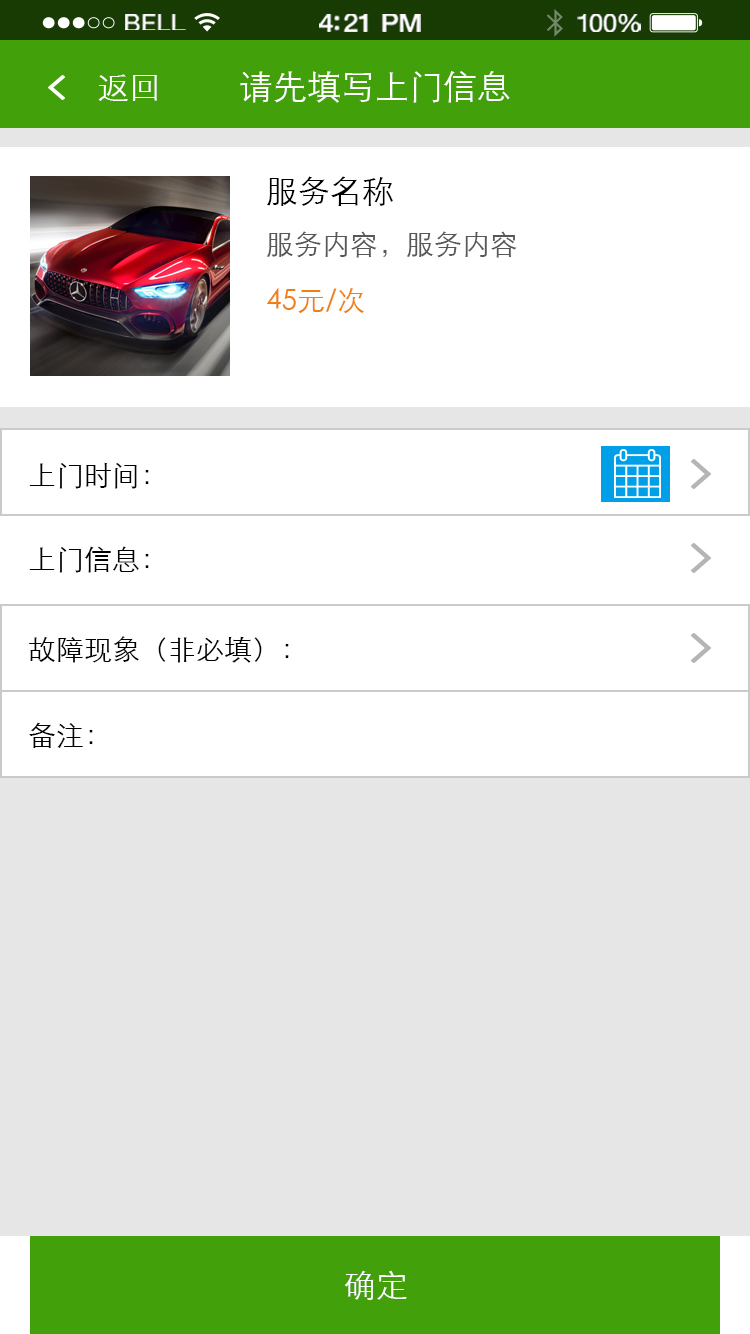 BELL 4:21 PM 100%
返回 请先填写上门信息
服务名称
服务内容，服务内容
45元/次
上门时间：
上门信息：
故障现象（非必填）：
备注：
确定